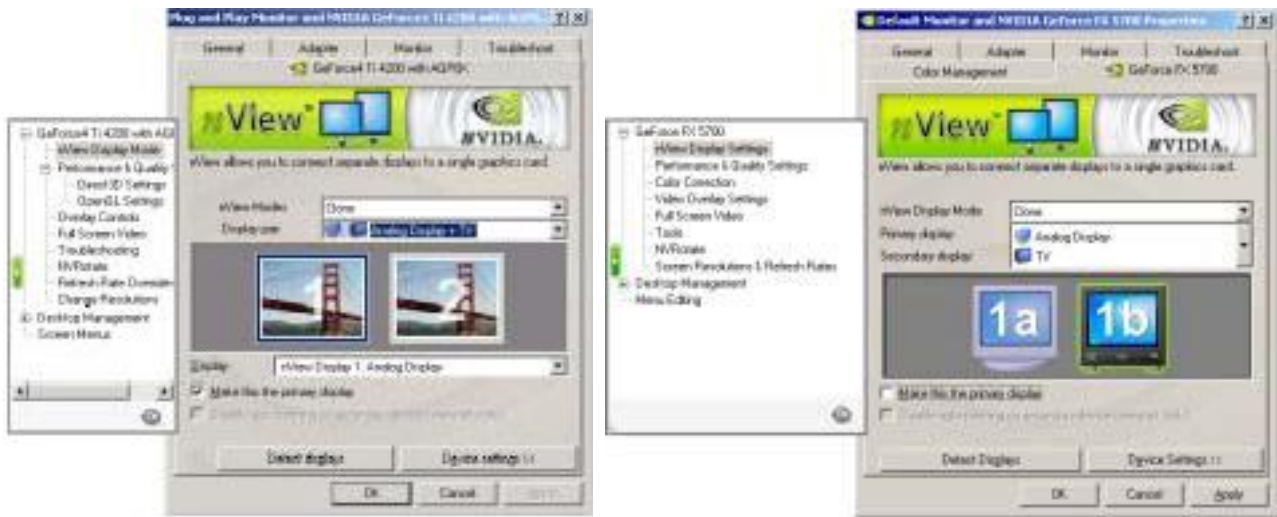 Plug and Play Monitor and NVIDIA GeForce4 Ti 4200 with AGP8X
General Adapter Monitor Troubleshoot
GeForce4 Ti 4200 with AGP8X
nView
NVIDIA.
nView allows you to connect separate displays to a single graphics card.
nView Modes: Clone
Display pair: Analog Display + TV
1 2
Display: nView Display 1: Analog Display
Make this the primary display
Detect displays Device settings >>
OK Cancel
GeForce4 Ti 4200 with AGP
nView Display Mode
Performance & Quality
Direct3D Settings
OpenGL Settings
Overlay Controls
Full Screen Video
Troubleshooting
NVRotate
Refresh Rate Override
Change Resolutions
Desktop Management
Screen Menus
Default Monitor and NVIDIA GeForce FX 5700 Properties
General Adapter Monitor Troubleshoot
Color Management GeForce FX 5700
nView
NVIDIA.
nView allows you to connect separate displays to a single graphics card.
nView Display Mode: Clone
Primary display: Analog Display
Secondary display: TV
1a 1b
Make this the primary display
Detect Displays Device Settings >>
OK Cancel Apply
GeForce FX 5700
nView Display Settings
Performance & Quality Settings
Color Correction
Video Overlay Settings
Full Screen Video
Tools
NVRotate
Screen Resolutions & Refresh Rates
Desktop Management
Menu Editing